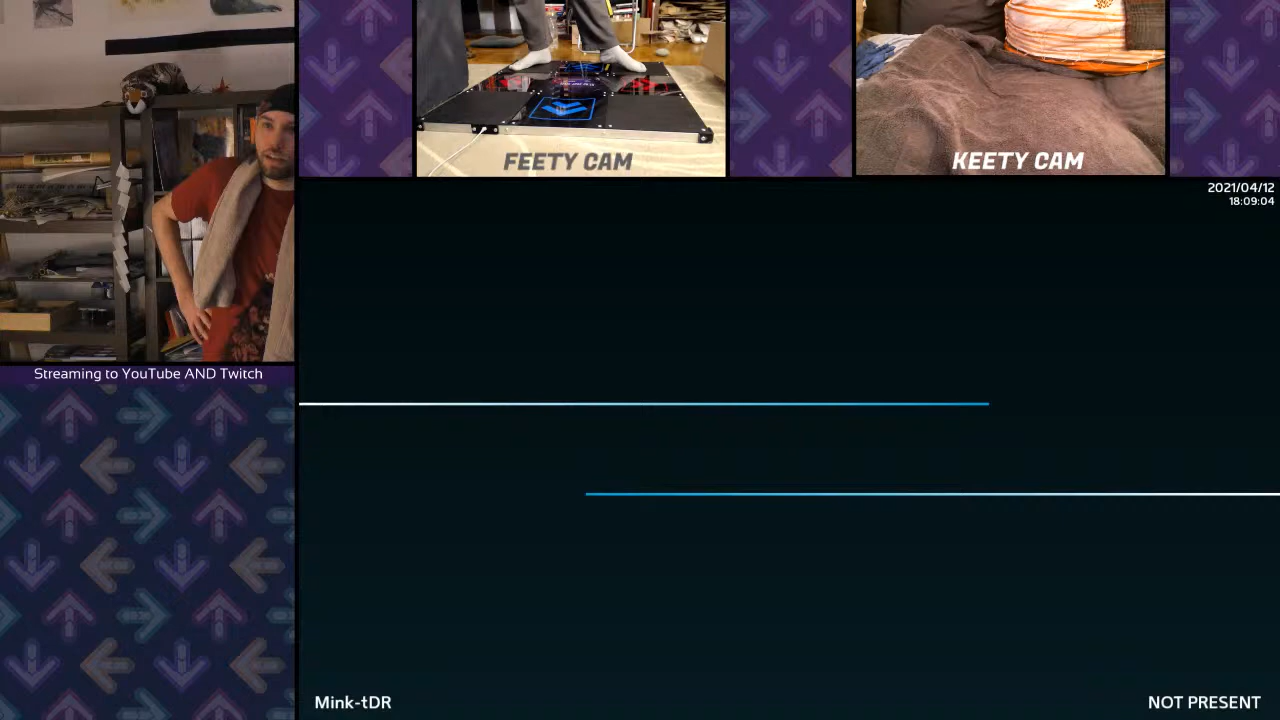 FEETY CAM
KEETY CAM
2021/04/12
18:09:04
Streaming to YouTube AND Twitch
Mink-tDR
NOT PRESENT